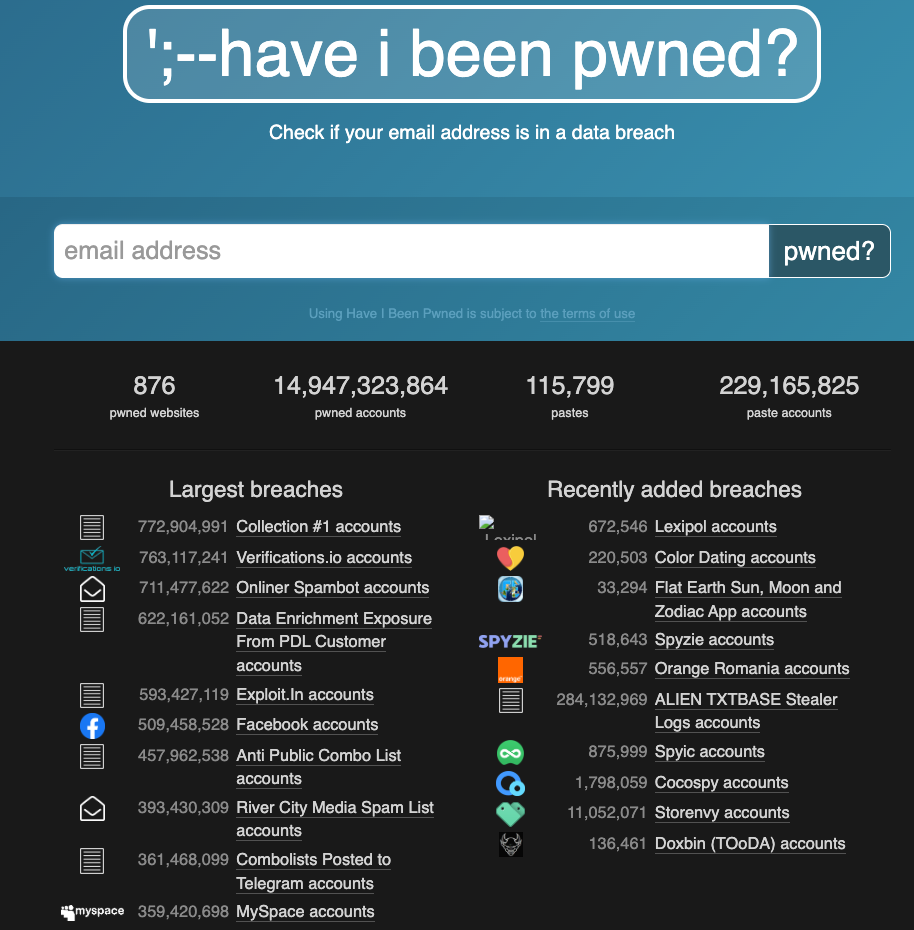 ';--have i been pwned?
Check if your email address is in a data breach
email address
pwned?
Using Have I Been Pwned is subject to the terms of use
876
14,947,323,864
115,799
229,165,825
pwned websites
pwned accounts
pastes
paste accounts
Largest breaches
772,904,991 Collection #1 accounts
verifications io
763,117,241 Verifications.io accounts
711,477,622 Onliner Spambot accounts
622,161,052 Data Enrichment Exposure
From PDL Customer
accounts
593,427,119 Exploit.In accounts
509,458,528 Facebook accounts
457,962,538 Anti Public Combo List
accounts
393,430,309 River City Media Spam List
accounts
361,468,099 Combolists Posted to
Telegram accounts
myspace
359,420,698 MySpace accounts
Recently added breaches
Lexipol
672,546 Lexipol accounts
220,503 Color Dating accounts
33,294 Flat Earth Sun, Moon and
Zodiac App accounts
SPYZIE
518,643 Spyzie accounts
orange
556,557 Orange Romania accounts
284,132,969 ALIEN TXTBASE Stealer
Logs accounts
875,999 Spyic accounts
1,798,059 Cocospy accounts
11,052,071 Storenvy accounts
136,461 Doxbin (TOoDA) accounts